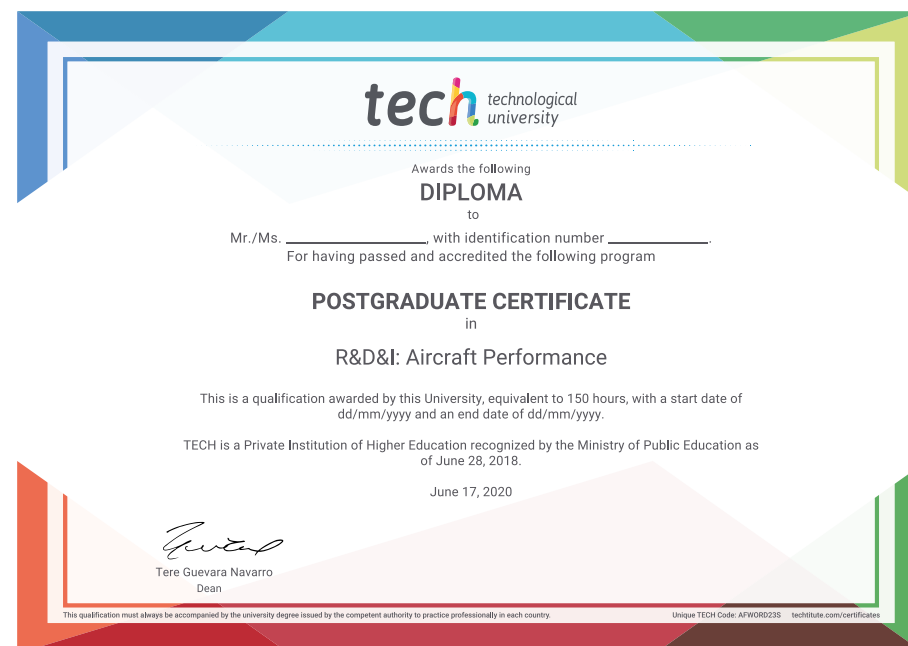 tech technological
university
Awards the following
DIPLOMA
to
Mr./Ms. ____________, with identification number ____________.
For having passed and accredited the following program
POSTGRADUATE CERTIFICATE
in
R&D&I: Aircraft Performance
This is a qualification awarded by this University, equivalent to 150 hours, with a start date of
dd/mm/yyyy and an end date of dd/mm/yyyy.
TECH is a Private Institution of Higher Education recognized by the Ministry of Public Education as
of June 28, 2018.
June 17, 2020
Tere Guevara Navarro
Dean
This qualification must always be accompanied by the university degree issued by the competent authority to practice professionally in each country.
Unique TECH Code: AFWORD23S techtitute.com/certificates